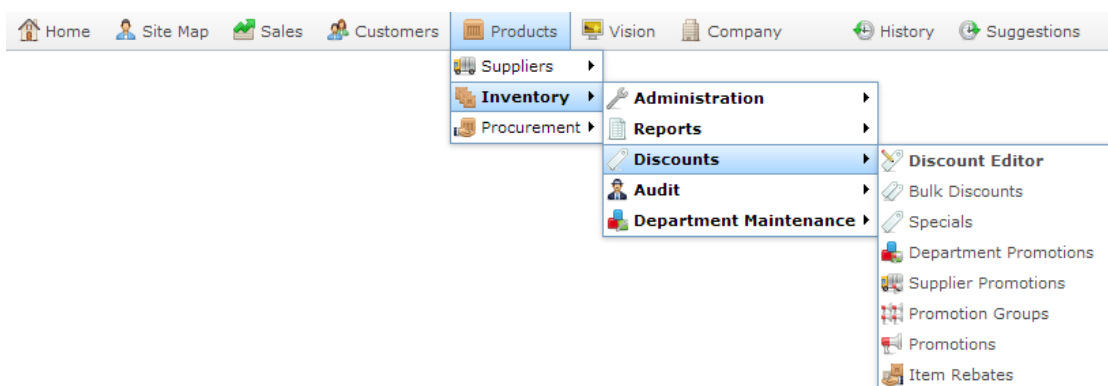 Home Site Map Sales Customers Products Vision Company History Suggestions
Suppliers
Inventory Administration
Procurement Reports
Discounts Discount Editor
Audit Bulk Discounts
Department Maintenance Specials
Department Promotions
Supplier Promotions
Promotion Groups
Promotions
Item Rebates